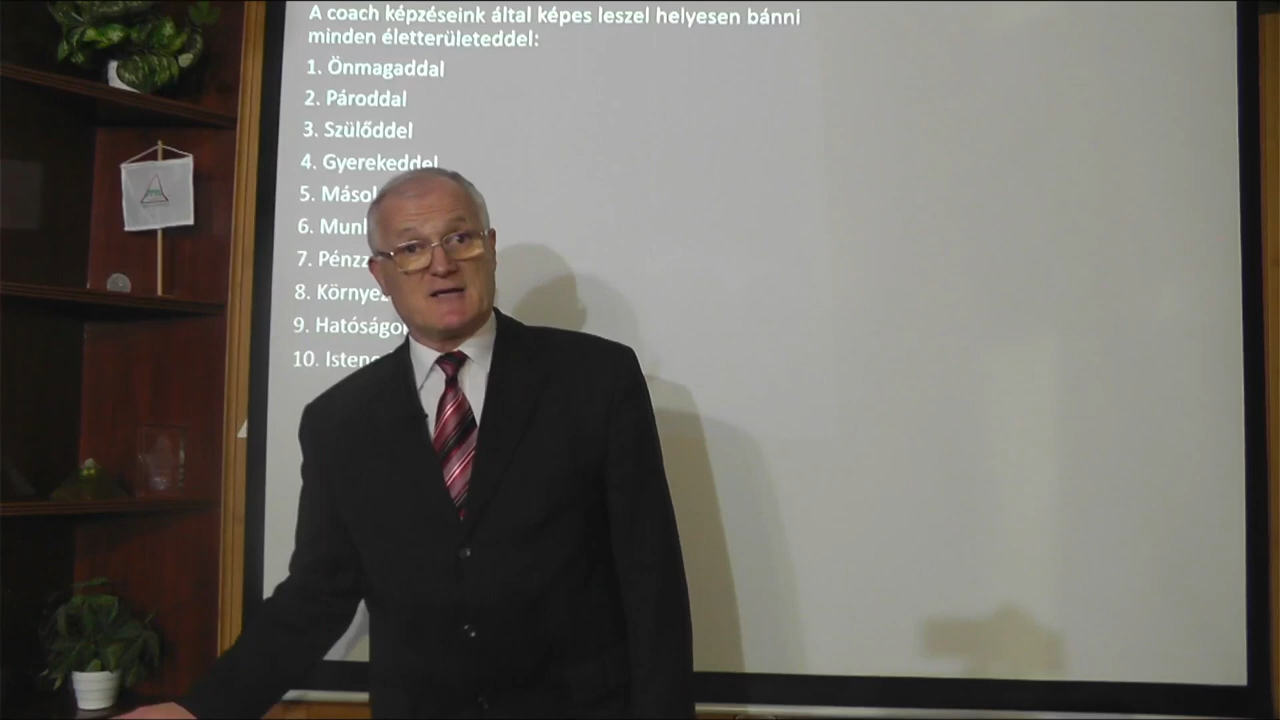 A coach képzéseink által képes leszel helyesen bánni
minden életterületeddel:
1. Önmagaddal
2. Pároddal
3. Szülőddel
4. Gyerekeddel
5.
6.
7.
8.
9.
10.